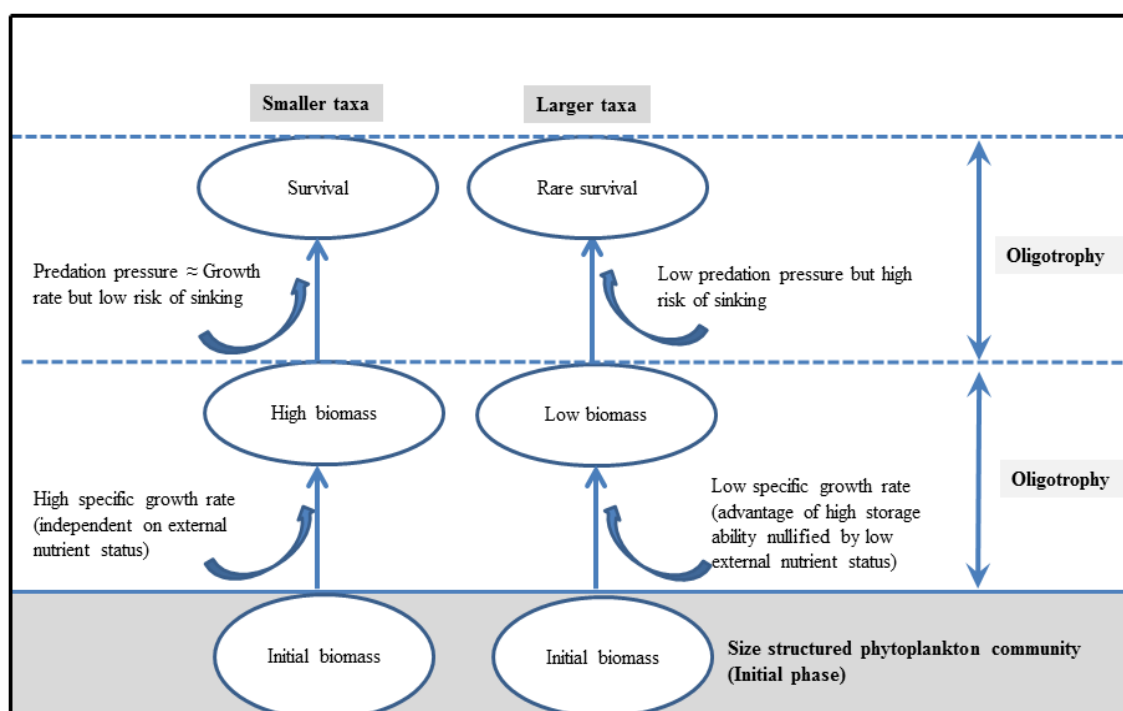 Smaller taxa
Larger taxa
Survival
Rare survival
Predation pressure ≈ Growth
rate but low risk of sinking
Low predation pressure but high
risk of sinking
Oligotrophy
High biomass
Low biomass
High specific growth rate
(independent on external
nutrient status)
Low specific growth rate
(advantage of high storage
ability nullified by low
external nutrient status)
Oligotrophy
Initial biomass
Initial biomass
Size structured phytoplankton community
(Initial phase)